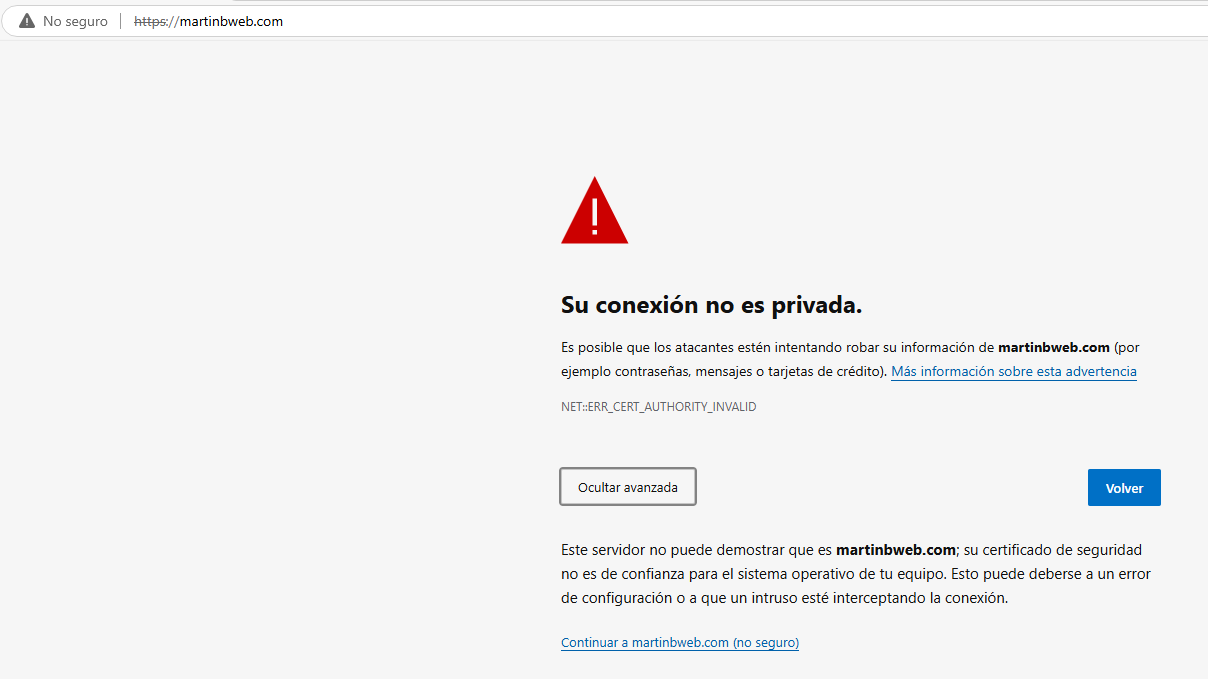 No seguro | https://martinbweb.com
Su conexión no es privada.
Es posible que los atacantes estén intentando robar su información de martinbweb.com (por
ejemplo contraseñas, mensajes o tarjetas de crédito). Más información sobre esta advertencia
NET::ERR_CERT_AUTHORITY_INVALID
Ocultar avanzada
Volver
Este servidor no puede demostrar que es martinbweb.com; su certificado de seguridad
no es de confianza para el sistema operativo de tu equipo. Esto puede deberse a un error
de configuración o a que un intruso esté interceptando la conexión.
Continuar a martinbweb.com (no seguro)